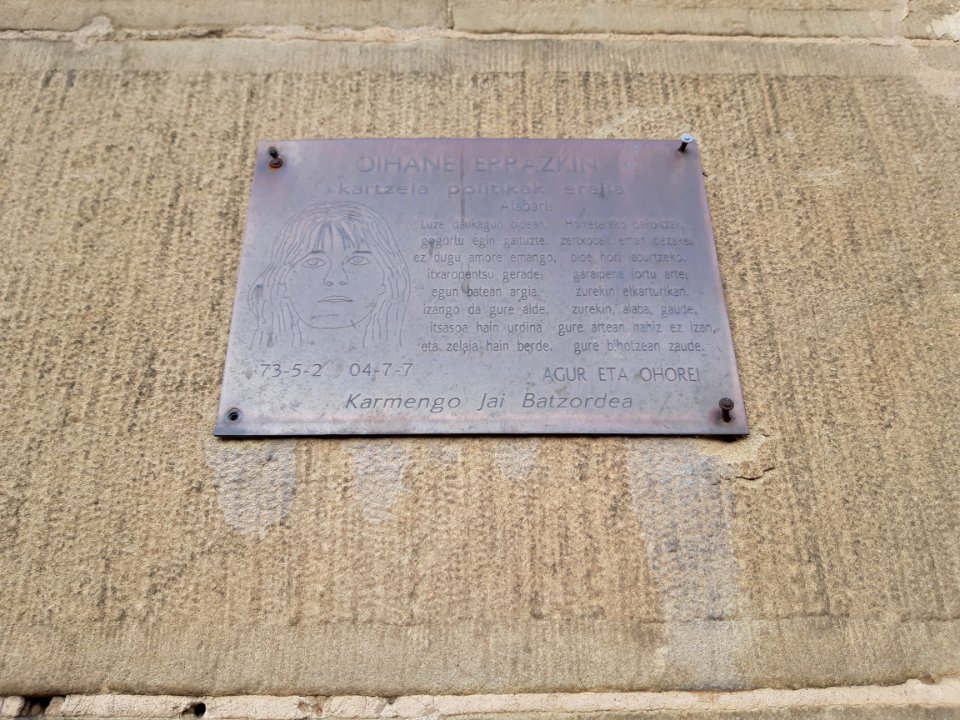 OIHANE ERRAZKIN
kartzela politikak eraila
Alabari:
Luze daukagun bidean,
gogortu egin gaituzte,
ez dugu amore emango,
itxaropentsu gerade;
egun batean argia,
izango da gure alde,
itsasoa hain urdina
eta zelaia hain berde.
Horretarako bakoitzak,
zertxobait eman dezake,
bide hori laburtzeko,
garaipena lortu arte,
zurekin elkarturikan,
zurekin, alaba, gaude,
gure artean nahiz ez izan,
gure bihotzean zaude.
73-5-2 04-7-7
AGUR ETA OHORE!
Karmengo Jai Batzordea